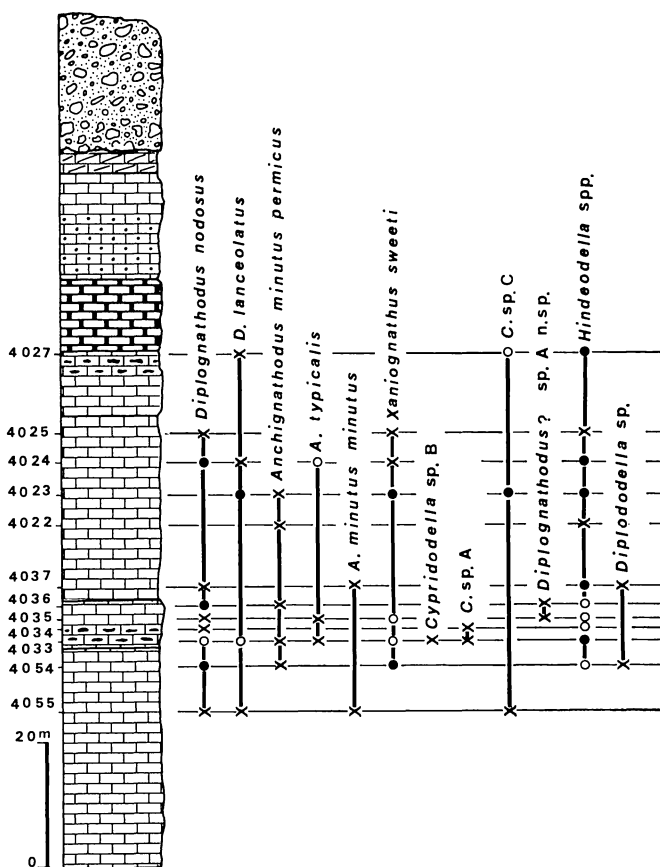 Diplognathodus nodosus
D. lanceolatus
Anchignathodus minutus permicus
A. typicalis
A. minutus minutus
Xaniognathus sweeti
Cypridodella sp. B
C. sp. A
C. sp. C
Diplognathodus? sp. A n. sp.
Hindeodella spp.
Diplododella sp.
4027
4025
4024
4023
4022
4037
4036
4035
4034
4033
4054
4055
20m
0